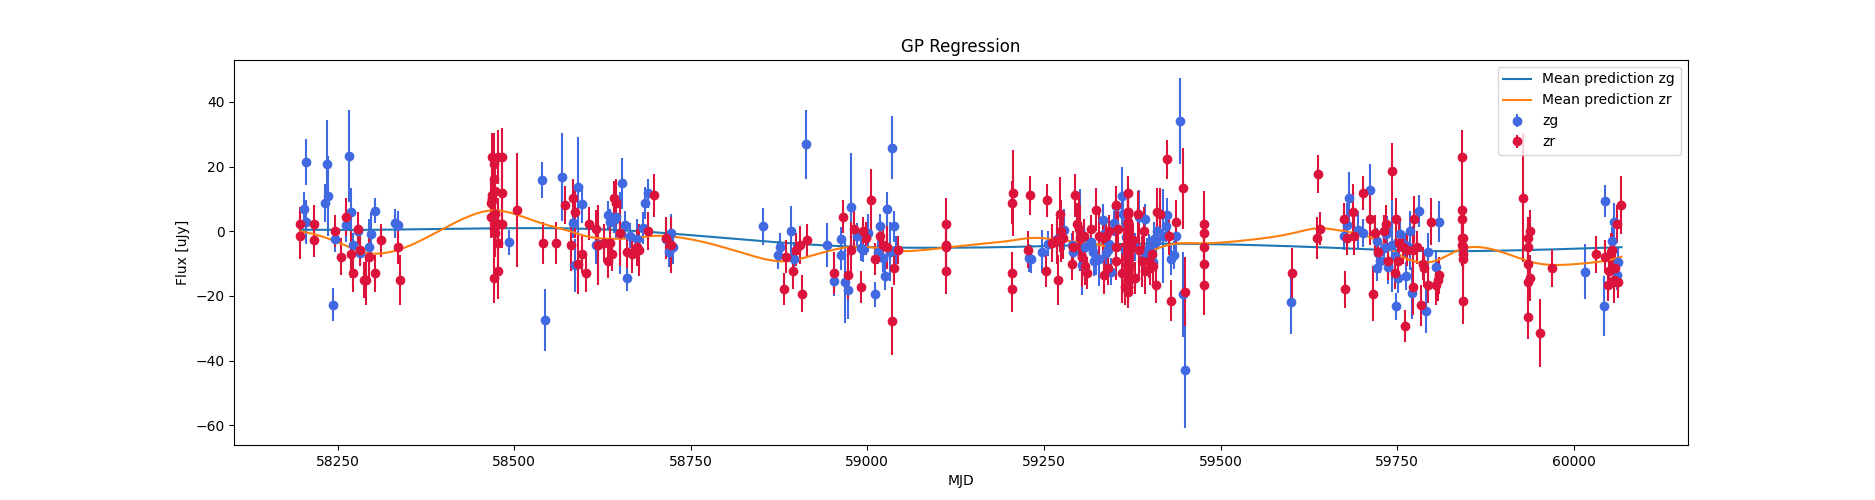 GP Regression
Flux [uJy]
40
20
0
−20
−40
−60
58250 58500 58750 59000 59250 59500 59750 60000
MJD
Mean prediction zg
Mean prediction zr
zg
zr